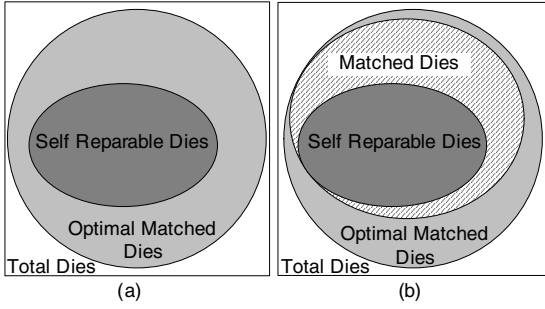 Self Reparable Dies
Optimal Matched
Dies
Total Dies
(a)
Matched Dies
Self Reparable Dies
Optimal Matched
Dies
Total Dies
(b)